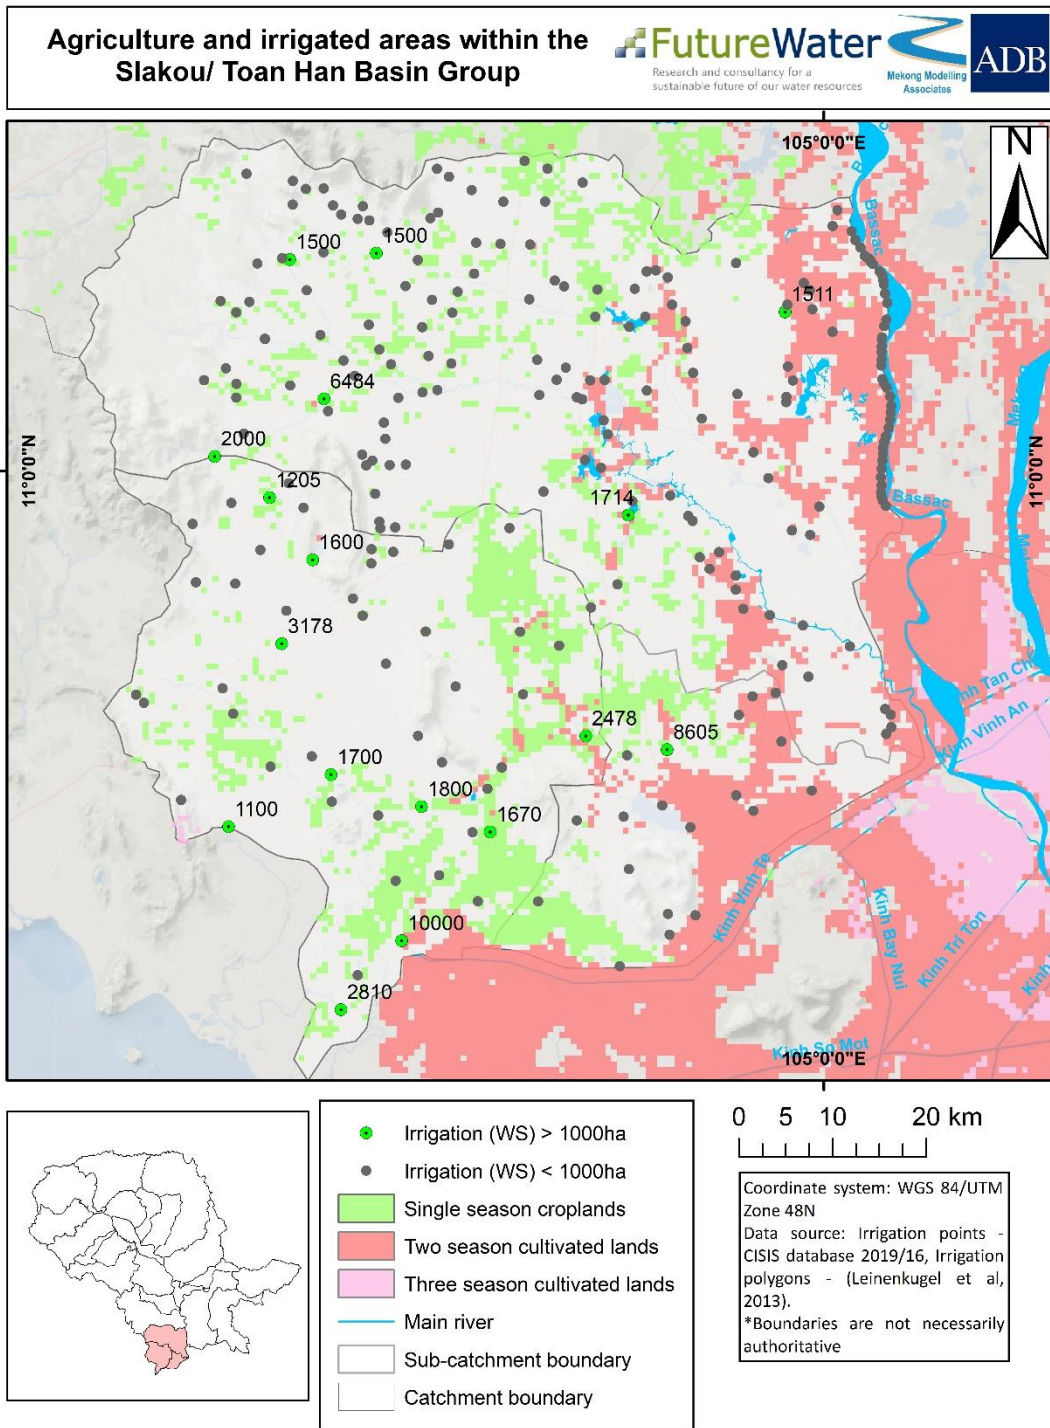 Agriculture and irrigated areas within the
Slakou/ Toan Han Basin Group
FutureWater
Research and consultancy for a
sustainable future of our water resources
Mekong Modelling
Associates
ADB
105°0'0"E
N
Bassac
1500
1500
1511
6484
2000
11°0'0"N
11°0'0"N
1205
1714
Bassac
1600
3178
2478
8605
Kinh Vinh An
1700
1800
1670
1100
Kinh Vinh Te
Kinh Bay Nui
Kinh Tri Ton
10000
2810
Kinh So Mot
105°0'0"E
Irrigation (WS) > 1000ha
Irrigation (WS) < 1000ha
Single season croplands
Two season cultivated lands
Three season cultivated lands
Main river
Sub-catchment boundary
Catchment boundary
0 5 10 20 km
Coordinate system: WGS 84/UTM
Zone 48N
Data source: Irrigation points -
CISIS database 2019/16, Irrigation
polygons - (Leinenkugel et al,
2013).
*Boundaries are not necessarily
authoritative